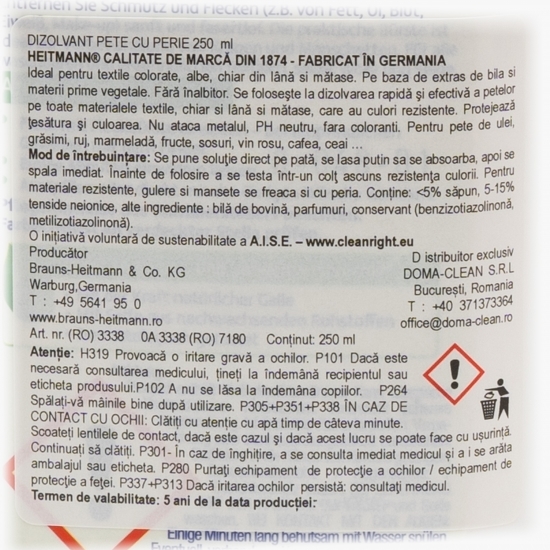 DIZOLVANT PETE CU PERIE 250 ml
HEITMANN® CALITATE DE MARCĂ DIN 1874 - FABRICAT ÎN GERMANIA
Ideal pentru textile colorate, albe, chiar din lână si mătase. Pe baza de extras de bila si
materii prime vegetale. Fără înalbitor. Se foloseşte la dizolvarea rapidă şi efectivă a petelor
pe toate materialele textile, chiar si lână si mătase, care au culori rezistente. Protejează
ţesătura şi culoarea. Nu ataca metalul, PH neutru, fara coloranti. Pentru pete de ulei,
grăsimi, ruj, marmeladă, fructe, sosuri, vin rosu, cafea, ceai ...
Mod de întrebuinţare: Se pune soluţie direct pe pată, se lasa putin sa se absoarba, apoi se
spala imediat. Înainte de folosire a se testa într-un colţ ascuns rezistenţa culorii. Pentru
materiale rezistente, gulere si mansete se freaca si cu peria. Conţine: <5% săpun, 5-15%
tenside neionice, alte ingrediente : bilă de bovină, parfumuri, conservant (benzizotiazolinonă,
metilizotiazolinonă).
O iniţiativă voluntară de sustenabilitate a A.I.S.E. – www.cleanright.eu
Producător
Brauns-Heitmann & Co. KG
Warburg,Germania
T : +49 5641 95 0
www.brauns-heitmann.ro
D istribuitor exclusiv
DOMA-CLEAN S.R.L
Bucureşti, Romania
T : +40 371373364
office@doma-clean.ro
Art. nr. (RO) 3338 OA 3338 (RO) 7180 Conţinut: 250 ml
Atenţie: H319 Provoacă o iritare gravă a ochilor. P101 Dacă este
necesară consultarea medicului, ţineţi la îndemână recipientul sau
eticheta produsului.P102 A nu se lăsa la îndemâna copiilor. P264
Spălaţi-vă mâinile bine după utilizare. P305+P351+P338 ÎN CAZ DE
CONTACT CU OCHII: Clătiţi cu atenţie cu apă timp de câteva minute.
Scoateţi lentilele de contact, dacă este cazul şi dacă acest lucru se poate face cu uşurinţă.
Continuaţi să clătiţi. P301- În caz de înghiţire, a se consulta imediat medicul şi a i se arăta
ambalajul sau eticheta. P280 Purtaţi echipament de protecţie a ochilor / echipament de
protecţie a feţei. P337+P313 Dacă iritarea ochilor persistă: consultaţi medicul.
Termen de valabilitate: 5 ani de la data producţiei:
Einige Minuten lang behutsam mit Wasser spülen